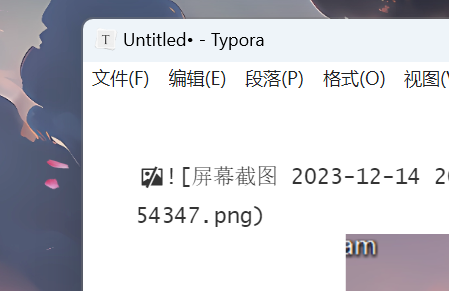 T Untitled• - Typora
文件(F) 编辑(E) 段落(P) 格式(O) 视图(
![屏幕截图 2023-12-14 2
54347.png)
am